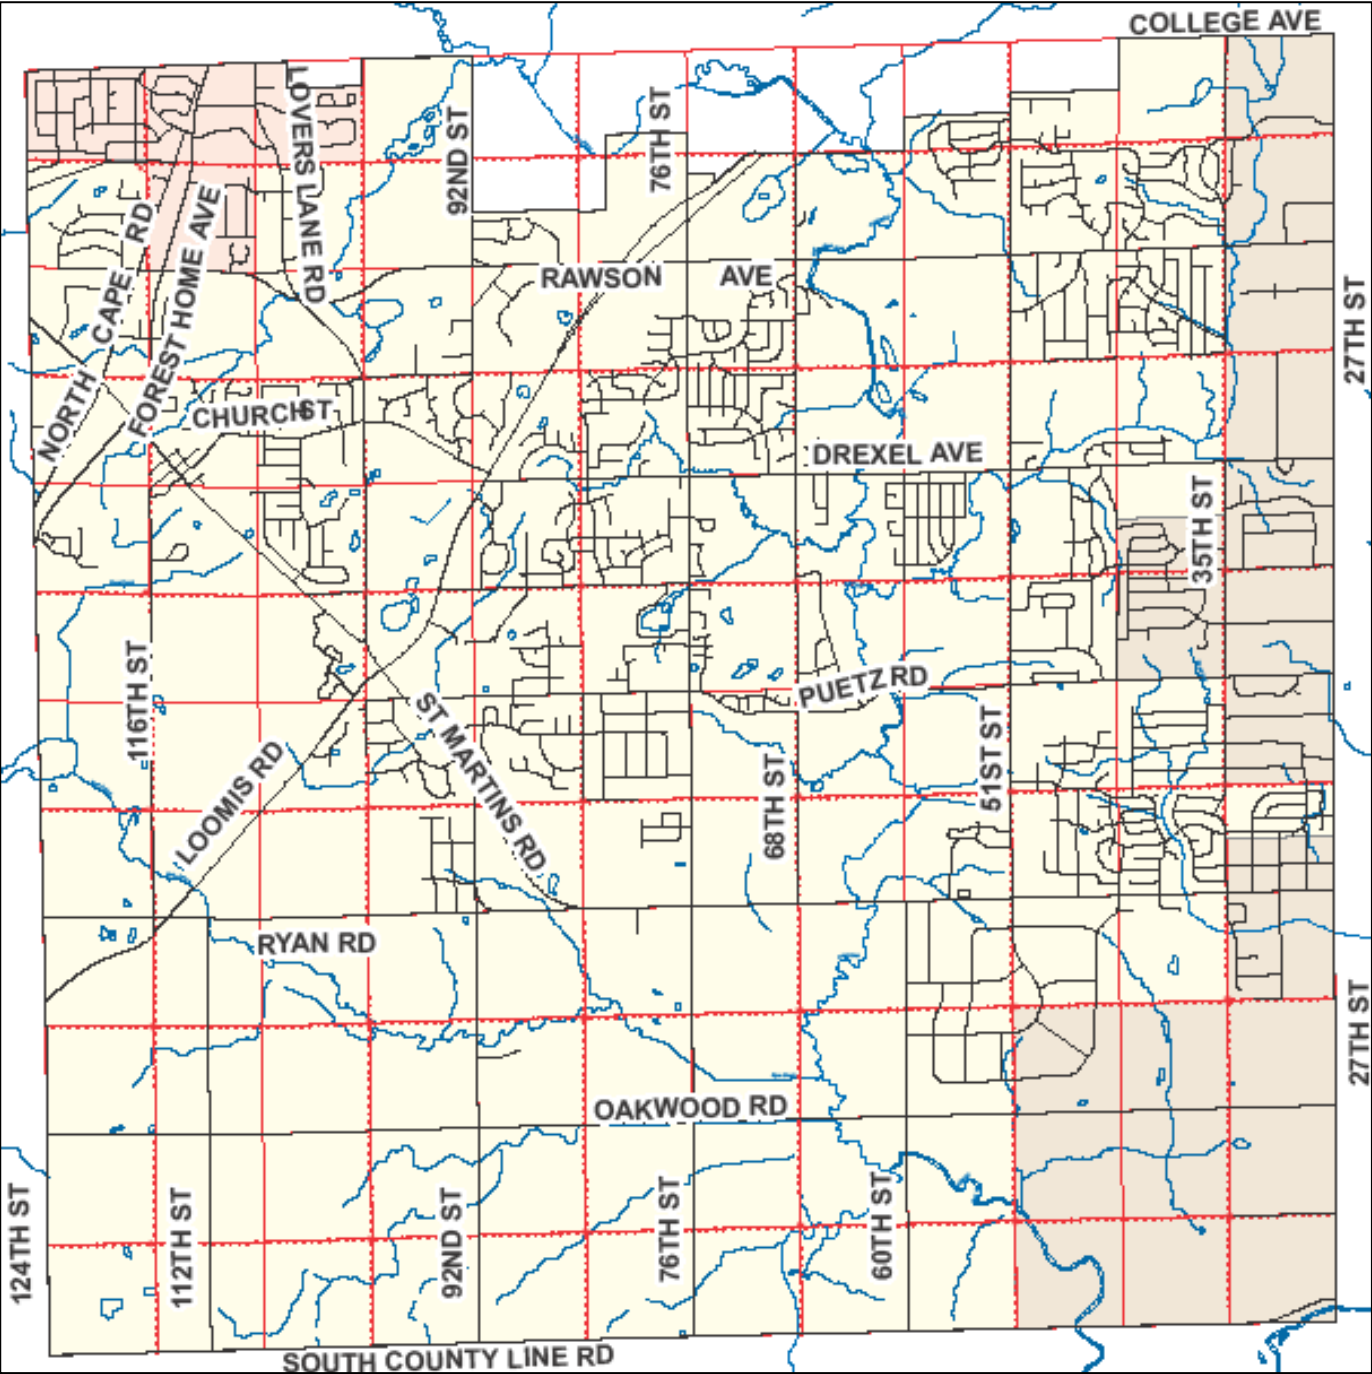 COLLEGE AVE
LOVERS LANE RD
92ND ST
76TH ST
NORTH CAPE RD
FOREST HOME AVE
RAWSON AVE
27TH ST
CHURCH ST
DREXEL AVE
35TH ST
116TH ST
PUETZ RD
ST MARTINS RD
51ST ST
LOOMIS RD
68TH ST
RYAN RD
27TH ST
OAKWOOD RD
124TH ST
112TH ST
92ND ST
76TH ST
60TH ST
SOUTH COUNTY LINE RD